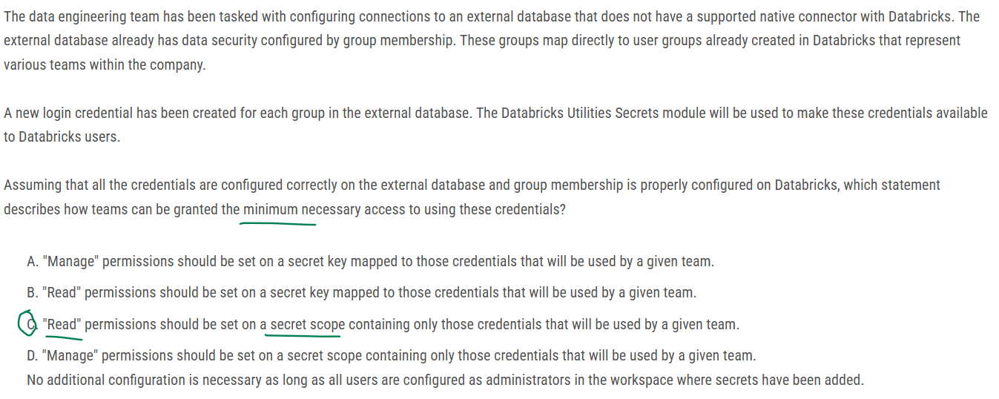 The data engineering team has been tasked with configuring connections to an external database that does not have a supported native connector with Databricks. The
external database already has data security configured by group membership. These groups map directly to user groups already created in Databricks that represent
various teams within the company.
A new login credential has been created for each group in the external database. The Databricks Utilities Secrets module will be used to make these credentials available
to Databricks users.
Assuming that all the credentials are configured correctly on the external database and group membership is properly configured on Databricks, which statement
describes how teams can be granted the minimum necessary access to using these credentials?
A. "Manage" permissions should be set on a secret key mapped to those credentials that will be used by a given team.
B. "Read" permissions should be set on a secret key mapped to those credentials that will be used by a given team.
C. "Read" permissions should be set on a secret scope containing only those credentials that will be used by a given team.
D. "Manage" permissions should be set on a secret scope containing only those credentials that will be used by a given team.
No additional configuration is necessary as long as all users are configured as administrators in the workspace where secrets have been added.